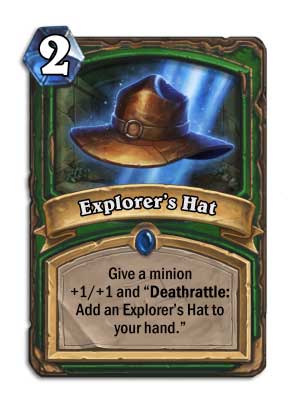 2
Explorer's Hat
Give a minion
+1/+1 and “Deathrattle:
Add an Explorer's Hat to
your hand.”